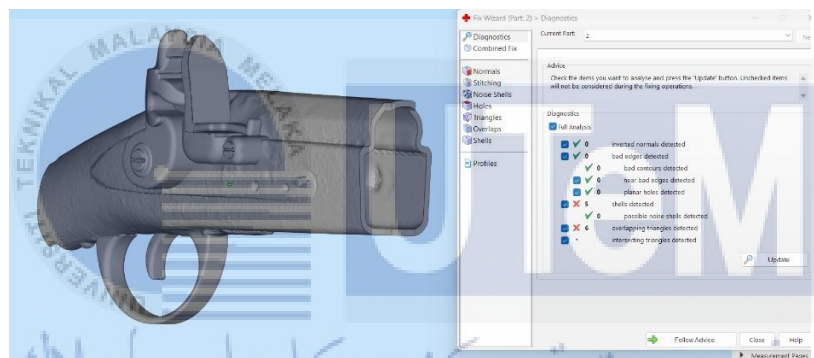 Fix Wizard (Part: 2) > Diagnostics
Diagnostics
Combined Fix
Normals
Stitching
Noise Shells
Holes
Triangles
Overlaps
Shells
Profiles
Current Part: 2
Advice
Check the items you want to analyse and press the 'Update' button. Unchecked items
will not be considered during the fixing operations.
Diagnostics
Full Analysis
0 inverted normals detected
0 bad edges detected
0 bad contours detected
0 near bad edges detected
0 planar holes detected
5 shells detected
0 possible noise shells detected
6 overlapping triangles detected
- intersecting triangles detected
Update
Follow Advice
Close
Help
Measurement Pages
UNIVERSITI TEKNIKAL MALAYSIA
UTeM